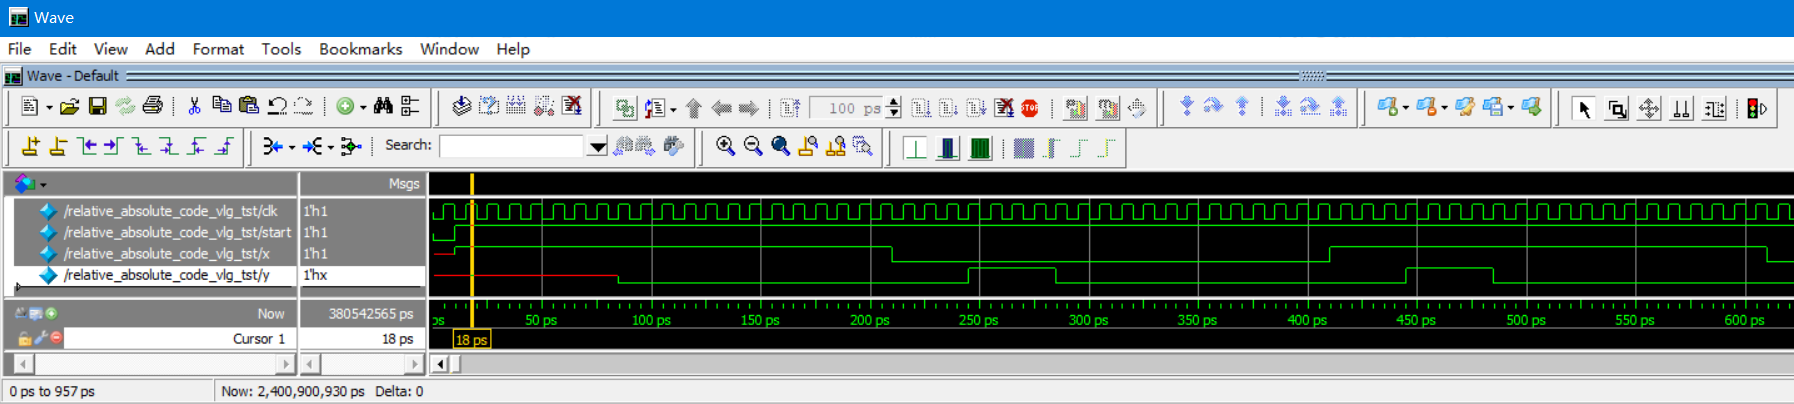 Wave
File Edit View Add Format Tools Bookmarks Window Help
Wave - Default
100 ps
STOP
Search:
Msgs
/relative_absolute_code_vlg_tst/clk 1'h1
/relative_absolute_code_vlg_tst/start 1'h1
/relative_absolute_code_vlg_tst/x 1'h1
/relative_absolute_code_vlg_tst/y 1'hx
Now 380542565 ps
ps 50 ps 100 ps 150 ps 200 ps 250 ps 300 ps 350 ps 400 ps 450 ps 500 ps 550 ps 600 ps
Cursor 1 18 ps
18 ps
0 ps to 957 ps Now: 2,400,900,930 ps Delta: 0